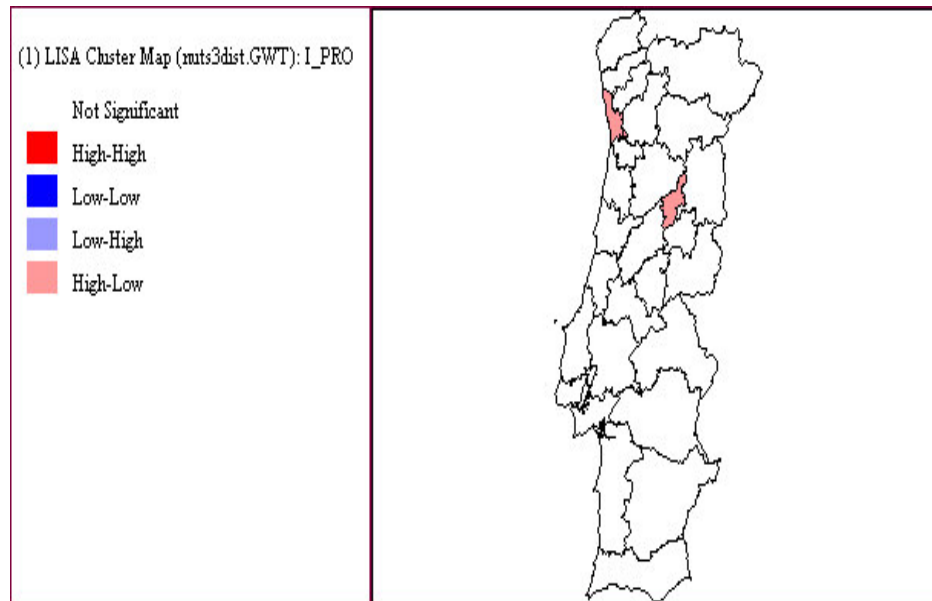 (1) LISA Cluster Map (nuts3dist.GWT): I_PRO
Not Significant
High-High
Low-Low
Low-High
High-Low